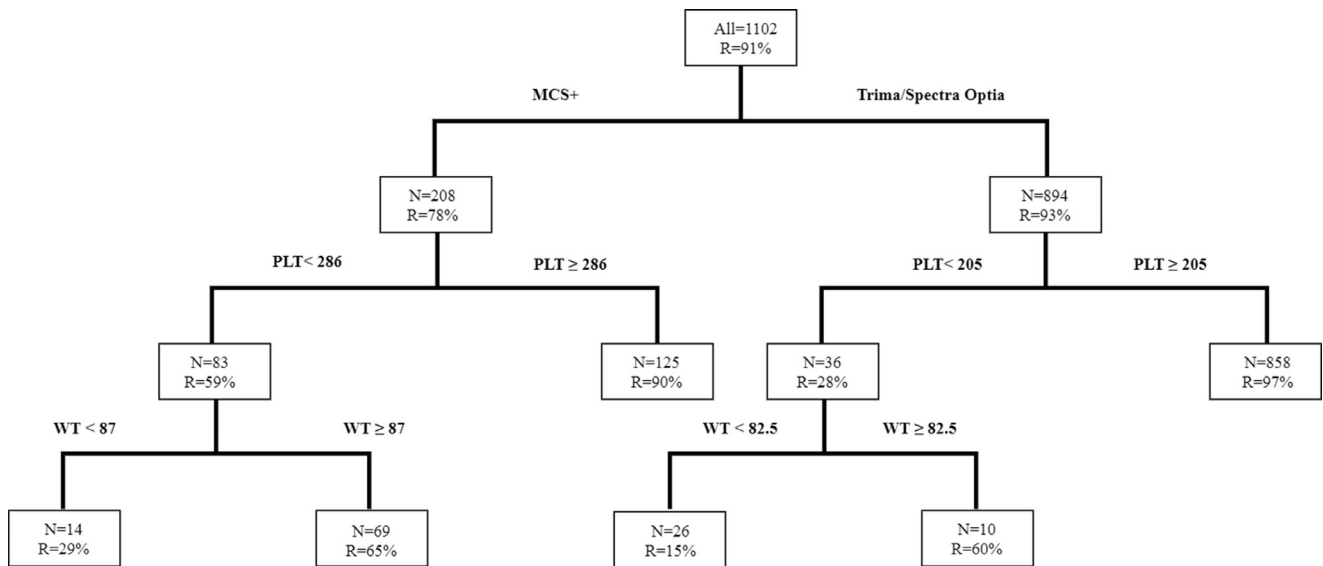 All=1102
R=91%
MCS+
Trima/Spectra Optia
N=208
R=78%
N=894
R=93%
PLT< 286
PLT ≥ 286
PLT< 205
PLT ≥ 205
N=83
R=59%
N=125
R=90%
N=36
R=28%
N=858
R=97%
WT < 87
WT ≥ 87
WT < 82.5
WT ≥ 82.5
N=14
R=29%
N=69
R=65%
N=26
R=15%
N=10
R=60%